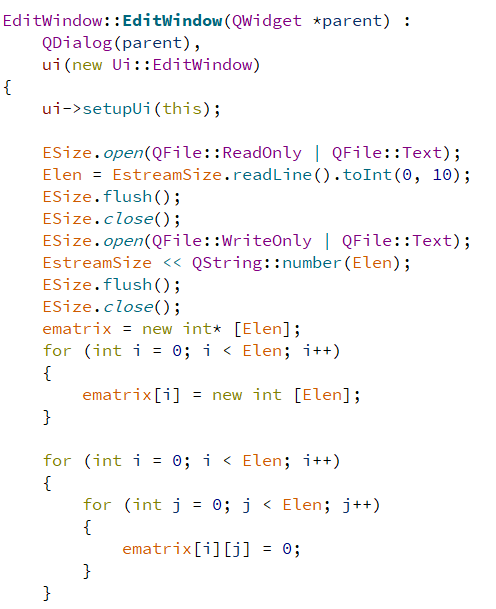 EditWindow::EditWindow(QWidget *parent) :
    QDialog(parent),
    ui(new Ui::EditWindow)
{
    ui->setupUi(this);

    ESize.open(QFile::ReadOnly | QFile::Text);
    Elen = EstreamSize.readLine().toInt(0, 10);
    ESize.flush();
    ESize.close();
    ESize.open(QFile::WriteOnly | QFile::Text);
    EstreamSize << QString::number(Elen);
    ESize.flush();
    ESize.close();
    ematrix = new int* [Elen];
    for (int i = 0; i < Elen; i++)
    {
        ematrix[i] = new int [Elen];
    }

    for (int i = 0; i < Elen; i++)
    {
        for (int j = 0; j < Elen; j++)
        {
            ematrix[i][j] = 0;
        }
    }